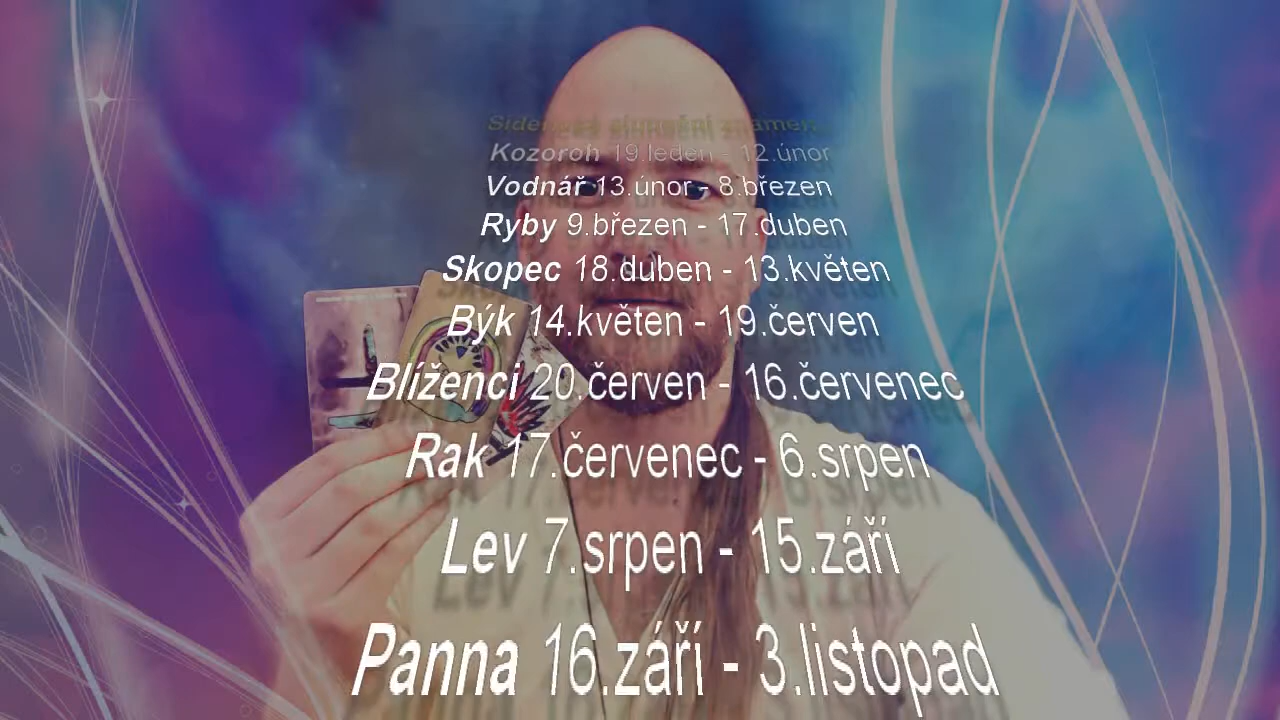 Kozoroh 19.leden - 12.únor
Vodnář 13.únor - 8.březen
Ryby 9.březen - 17.duben
Skopec 18.duben - 13.květen
Býk 14.květen - 19.červen
Blíženci 20.červen - 16.červenec
Rak 17.červenec - 6.srpen
Lev 7.srpen - 15.září
Panna 16.září - 3.listopad